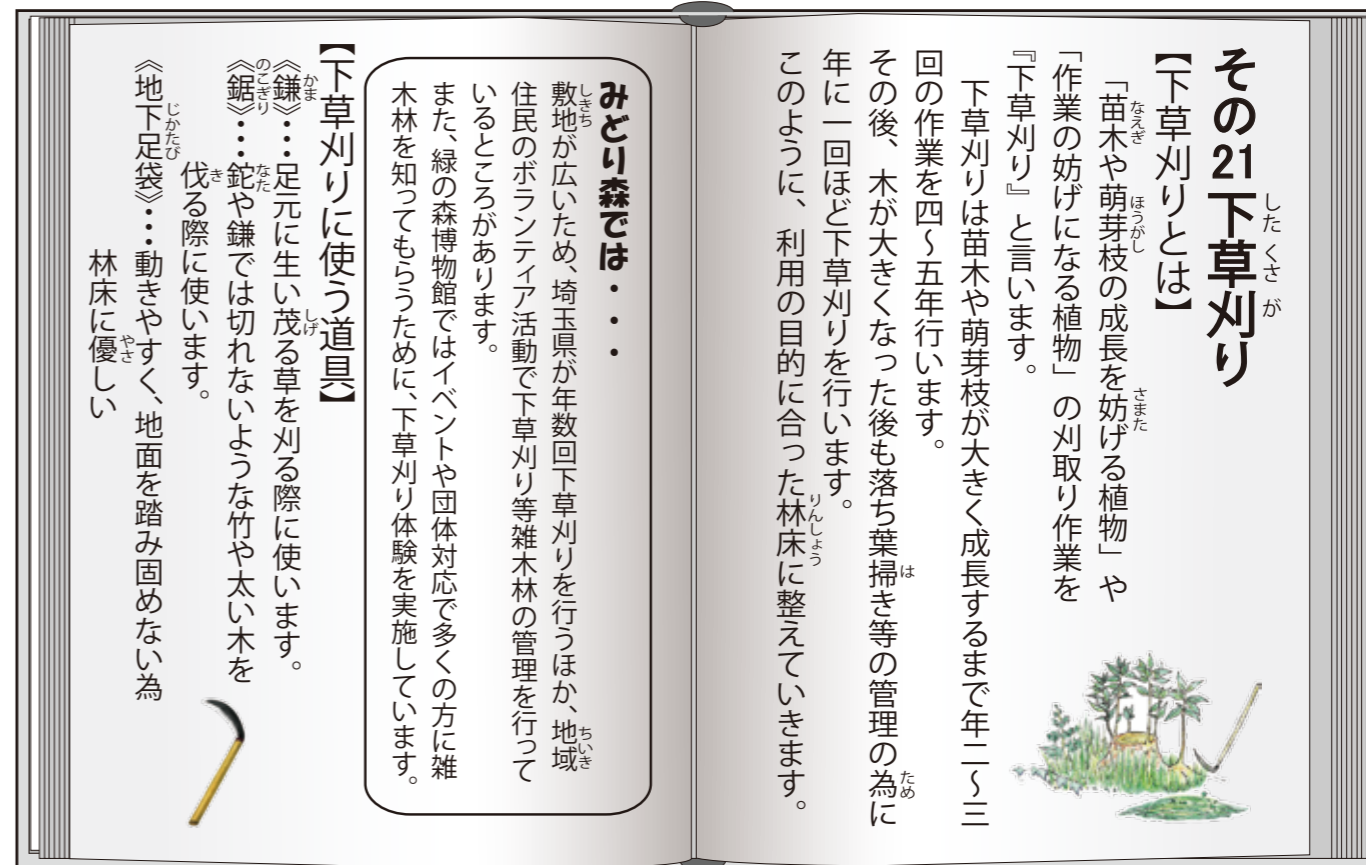 その21 下草刈り
【下草刈りとは】
「苗木や萌芽枝の成長を妨げる植物」や
「作業の妨げになる植物」の刈取り作業を
『下草刈り』と言います。
下草刈りは苗木や萌芽枝が大きく成長するまで年二〜三
回の作業を四〜五年行います。
その後、木が大きくなった後も落ち葉掃き等の管理の為に
年に一回ほど下草刈りを行います。
このように、利用の目的に合った林床に整えていきます。
みどり森では・・・
敷地が広いため、埼玉県が年数回下草刈りを行うほか、地域
住民のボランティア活動で下草刈り等雑木林の管理を行って
いるところがあります。
また、緑の森博物館ではイベントや団体対応で多くの方に雑
木林を知ってもらうために、下草刈り体験を実施しています。
【下草刈りに使う道具】
《鎌》・・・足元に生い茂る草を刈る際に使います。
《鋸》・・・鉈や鎌では切れないような竹や太い木を
伐る際に使います。
《地下足袋》・・・動きやすく、地面を踏み固めない為
林床に優しい